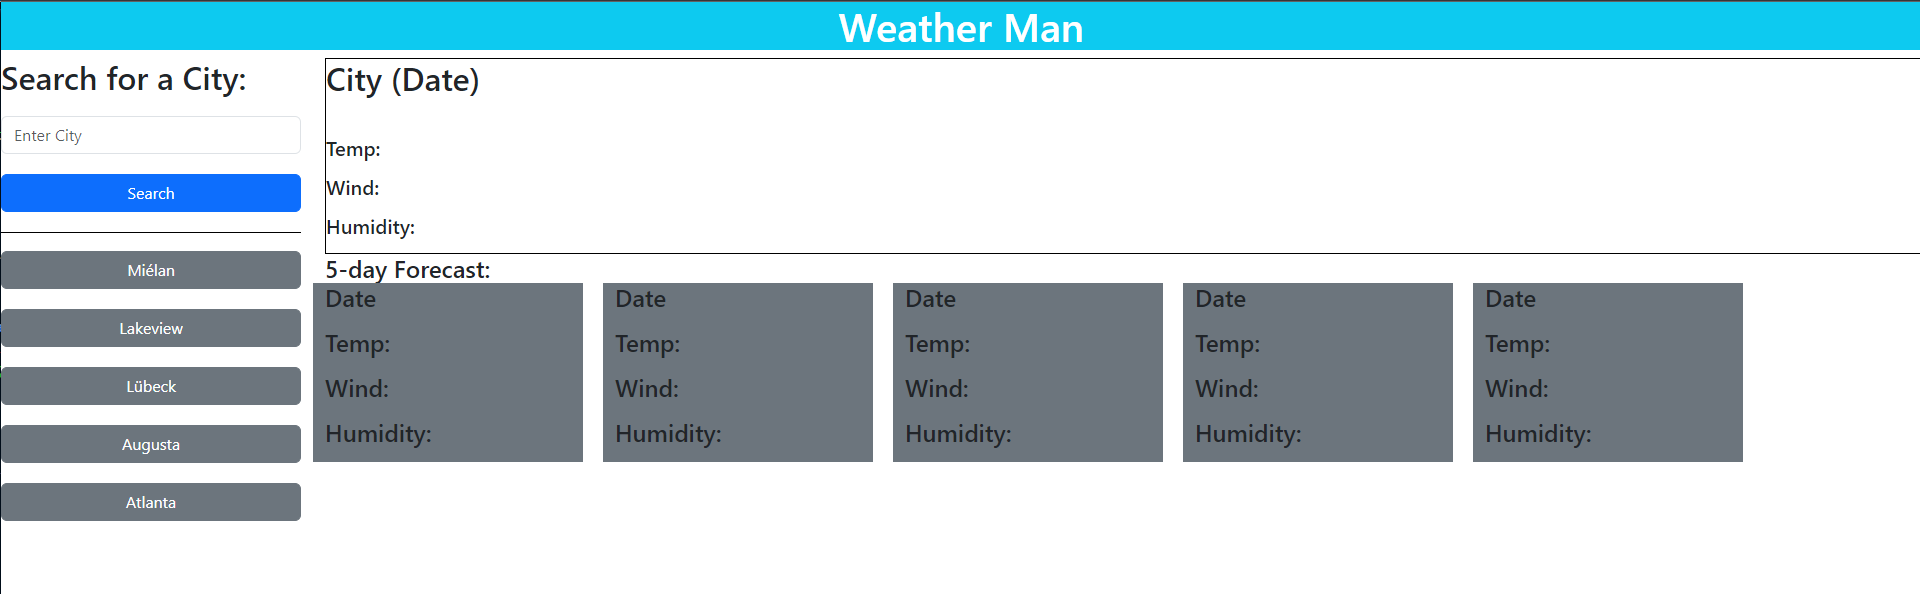 Weather Man
Search for a City:
Enter City
Search
Miélan
Lakeview
Lübeck
Augusta
Atlanta
City (Date)
Temp:
Wind:
Humidity:
5-day Forecast:
Date
Temp:
Wind:
Humidity:
Date
Temp:
Wind:
Humidity:
Date
Temp:
Wind:
Humidity:
Date
Temp:
Wind:
Humidity:
Date
Temp:
Wind:
Humidity: